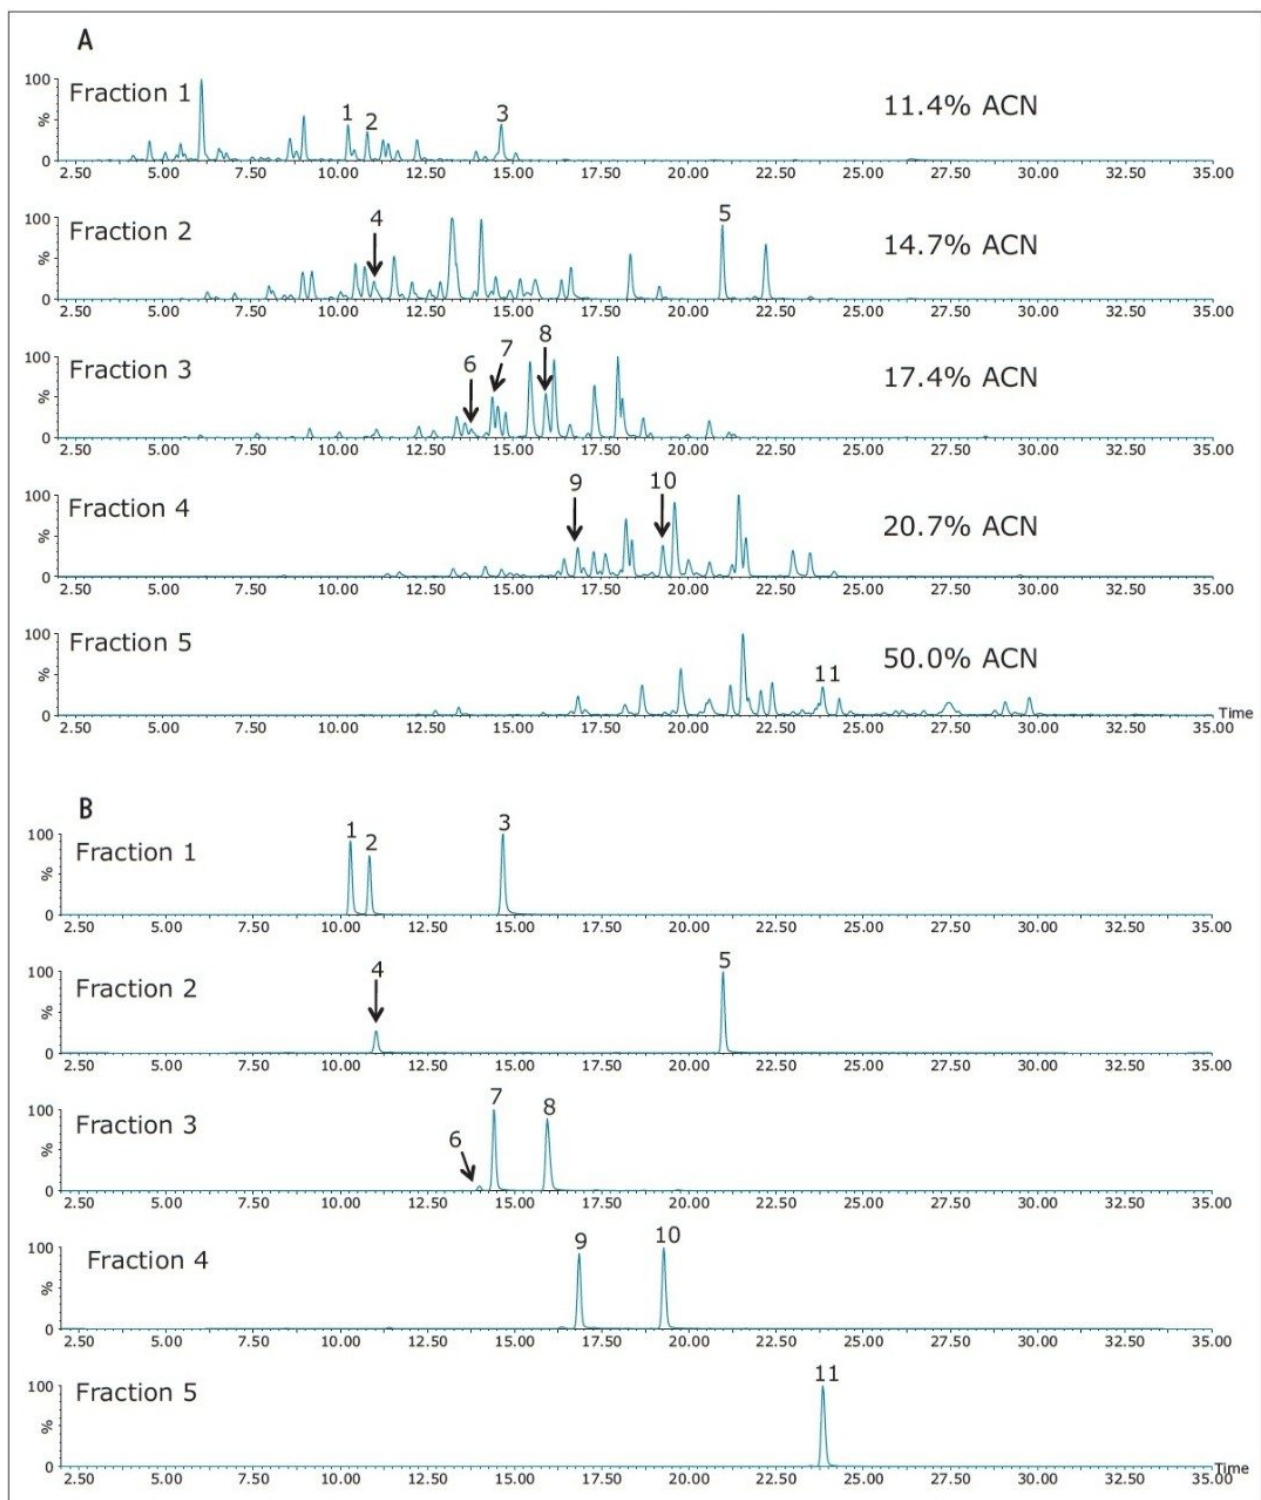 A
100 Fraction 1 1 2 3 11.4% ACN
%
0
2.50 5.00 7.50 10.00 12.50 15.00 17.50 20.00 22.50 25.00 27.50 30.00 32.50 35.00
100 Fraction 2 4 5 14.7% ACN
%
0
2.50 5.00 7.50 10.00 12.50 15.00 17.50 20.00 22.50 25.00 27.50 30.00 32.50 35.00
100 Fraction 3 6 7 8 17.4% ACN
%
0
2.50 5.00 7.50 10.00 12.50 15.00 17.50 20.00 22.50 25.00 27.50 30.00 32.50 35.00
100 Fraction 4 9 10 20.7% ACN
%
0
2.50 5.00 7.50 10.00 12.50 15.00 17.50 20.00 22.50 25.00 27.50 30.00 32.50 35.00
100 Fraction 5 11 50.0% ACN
%
0 Time
2.50 5.00 7.50 10.00 12.50 15.00 17.50 20.00 22.50 25.00 27.50 30.00 32.50 35.00
B
100 Fraction 1 1 2 3
%
0
2.50 5.00 7.50 10.00 12.50 15.00 17.50 20.00 22.50 25.00 27.50 30.00 32.50 35.00
100 Fraction 2 4 5
%
0
2.50 5.00 7.50 10.00 12.50 15.00 17.50 20.00 22.50 25.00 27.50 30.00 32.50 35.00
100 Fraction 3 6 7 8
%
0
2.50 5.00 7.50 10.00 12.50 15.00 17.50 20.00 22.50 25.00 27.50 30.00 32.50 35.00
100 Fraction 4 9 10
%
0
2.50 5.00 7.50 10.00 12.50 15.00 17.50 20.00 22.50 25.00 27.50 30.00 32.50 35.00
100 Fraction 5 11
%
0 Time
2.50 5.00 7.50 10.00 12.50 15.00 17.50 20.00 22.50 25.00 27.50 30.00 32.50 35.00